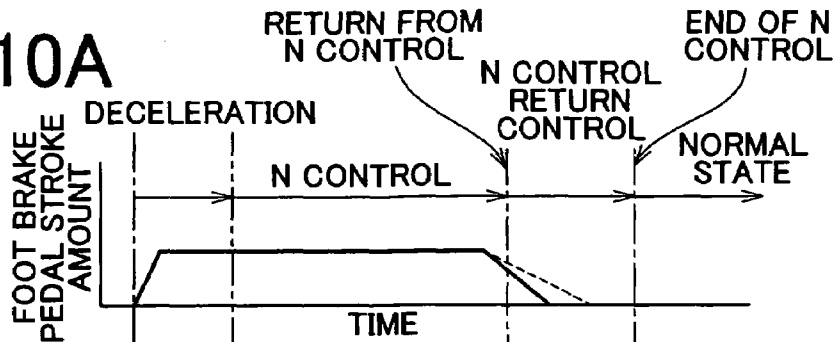 10A
RETURN FROM
N CONTROL
END OF N
CONTROL
N CONTROL
RETURN
CONTROL
DECELERATION
N CONTROL
NORMAL
STATE
FOOT BRAKE
PEDAL STROKE
AMOUNT
TIME